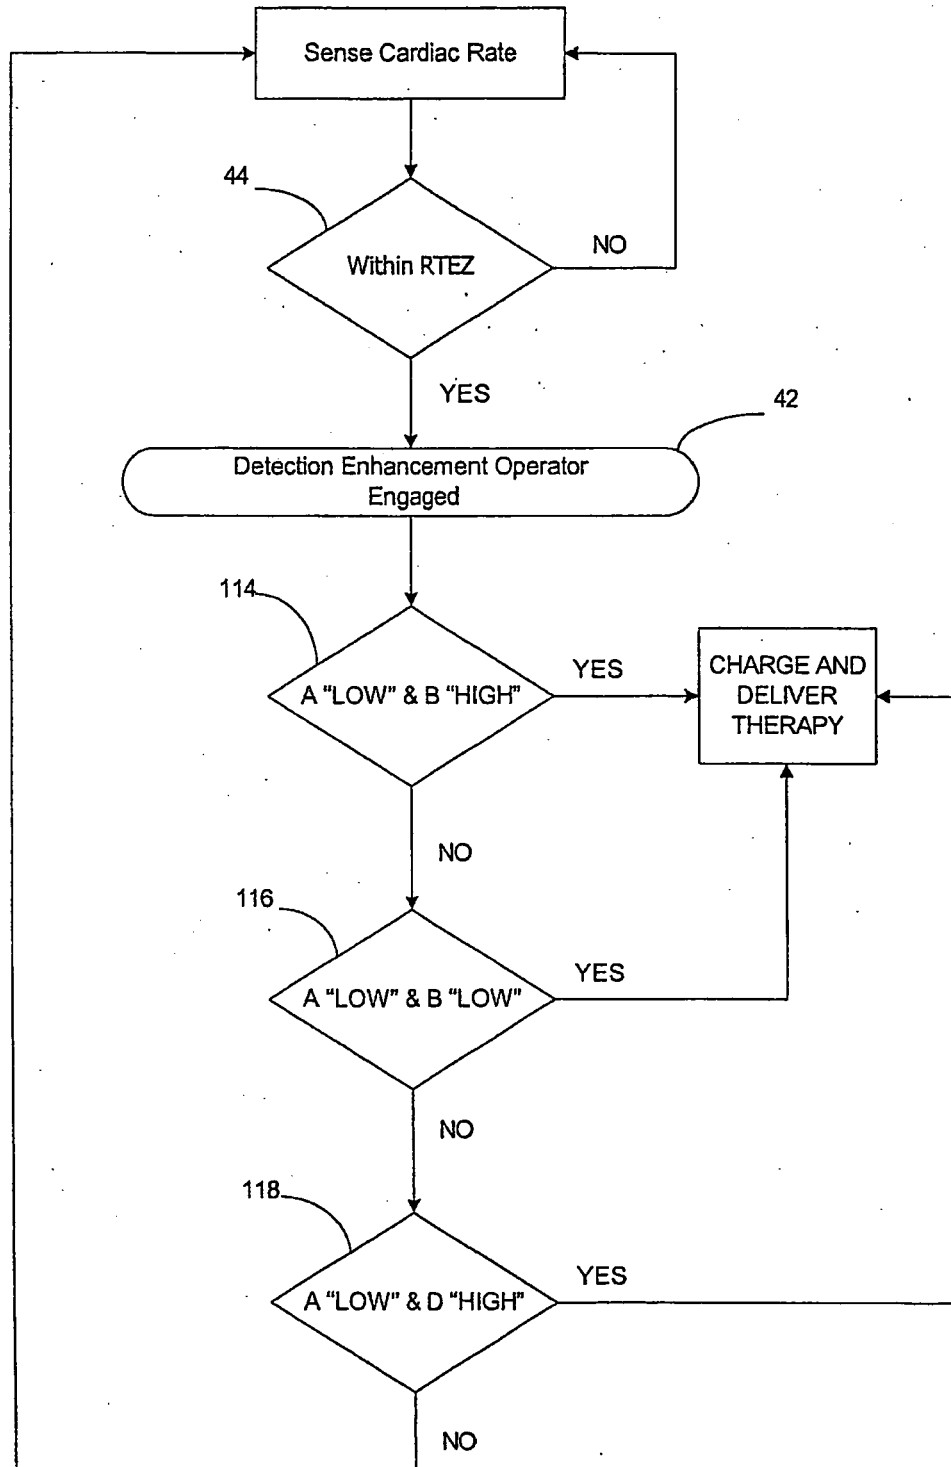 Sense Cardiac Rate
44
Within RTEZ
NO
YES
42
Detection Enhancement Operator
Engaged
114
A “LOW” & B “HIGH”
YES
CHARGE AND
DELIVER
THERAPY
NO
116
A “LOW” & B “LOW”
YES
NO
118
A “LOW” & D “HIGH”
YES
NO